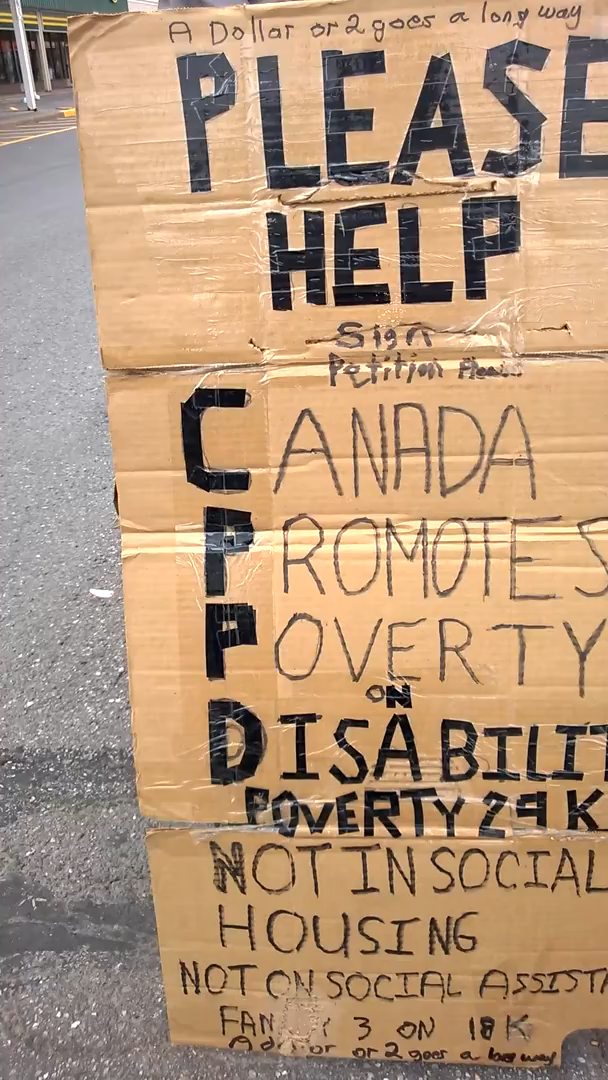 A Dollar or 2 goes a long way
PLEASE
HELP
Sign
Petition
CANADA
PROMOTES
POVERTY
ON
DISABILIT
POVERTY 29 K
NOT IN SOCIAL
HOUSING
NOT ON SOCIAL ASSISTA
3 ON 18K
or 2 goes a long way